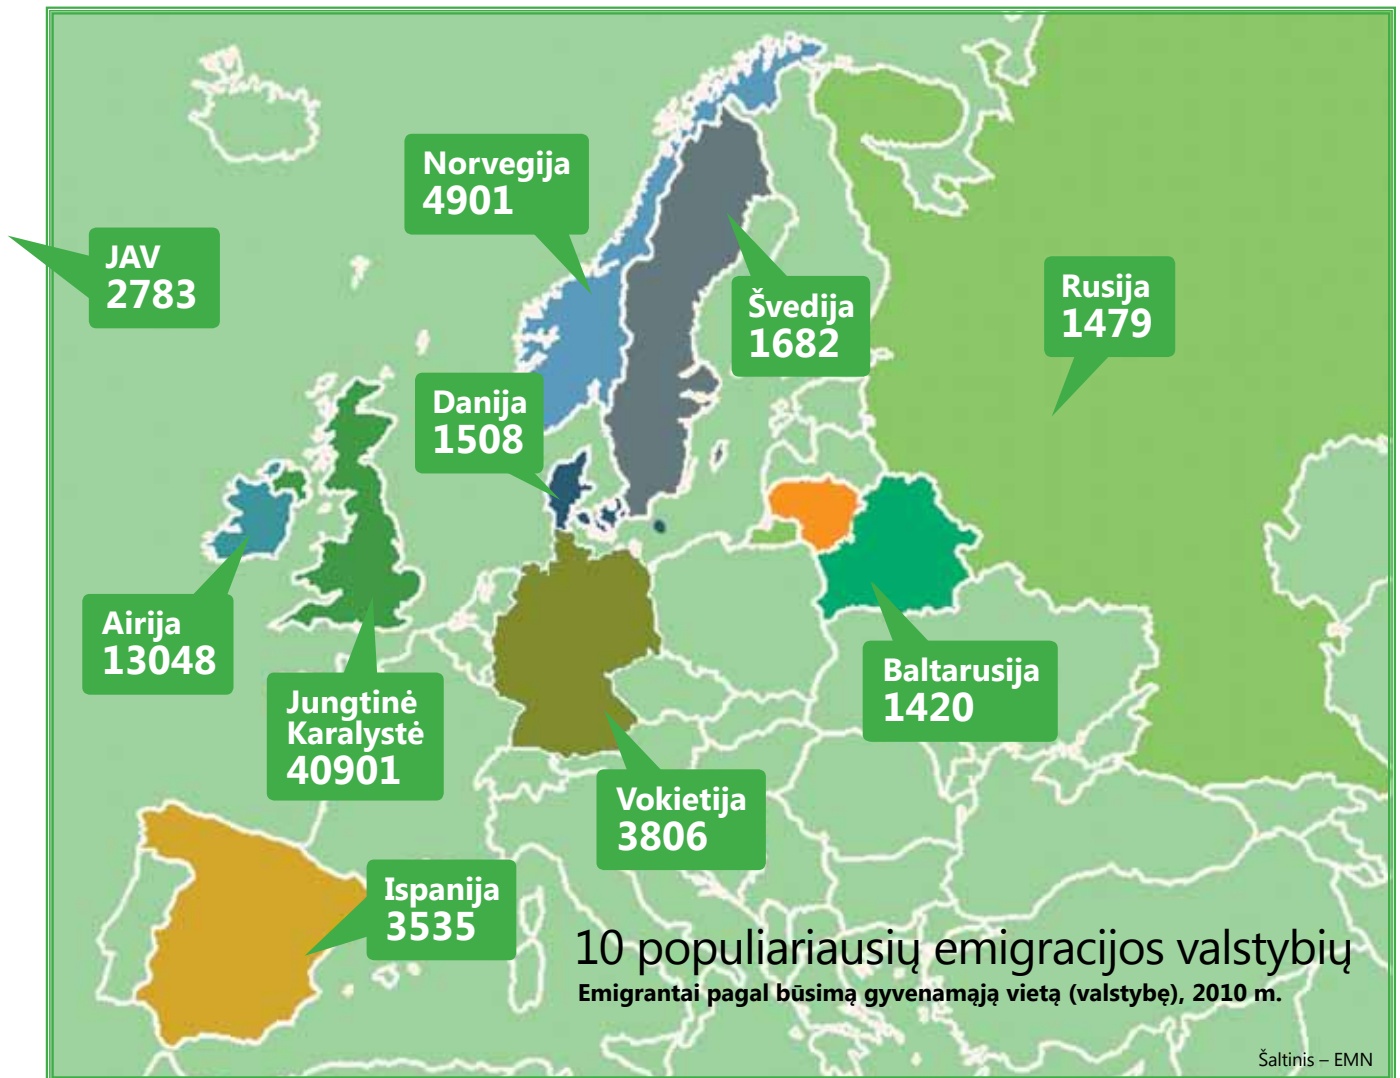 Norvegija
4901
JAV
2783
Švedija
1682
Rusija
1479
Danija
1508
Airija
13048
Jungtinė
Karalystė
40901
Baltarusija
1420
Vokietija
3806
Ispanija
3535
10 populiariausių emigracijos valstybių
Emigrantai pagal būsimą gyvenamąją vietą (valstybę), 2010 m.
Šaltinis – EMN